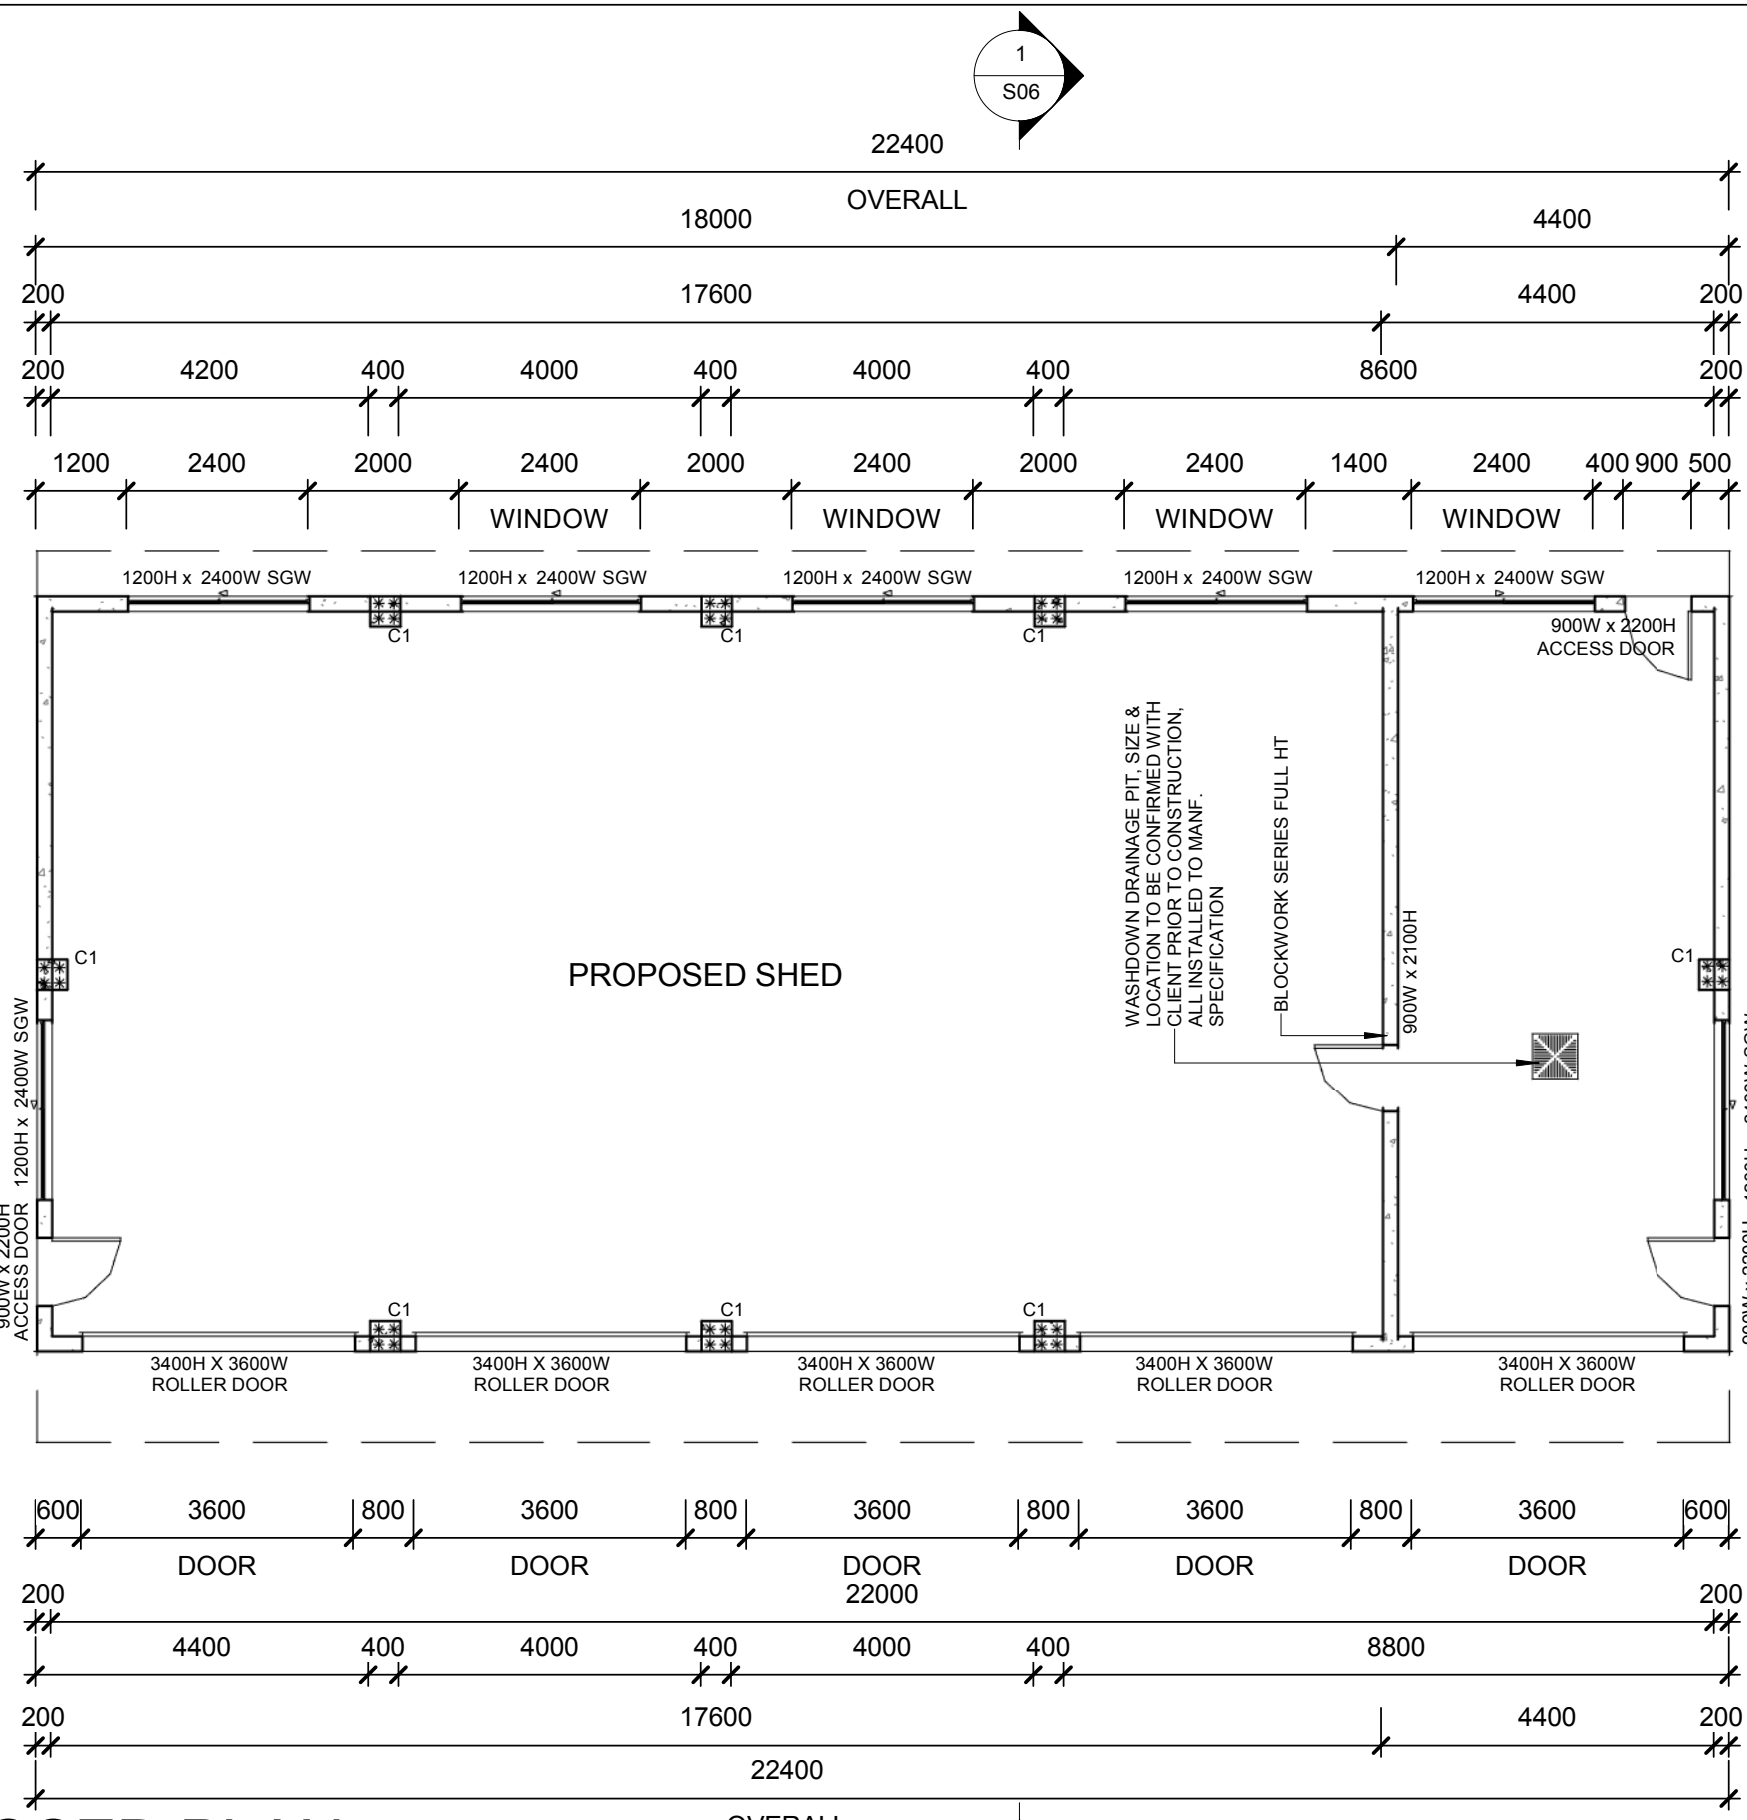 1
S06
22400
OVERALL
18000 4400
200 17600 4400 200
200 4200 400 4000 400 4000 400 8600 200
1200 2400 2000 2400 2000 2400 2000 2400 1400 2400 400 900 500
WINDOW WINDOW WINDOW WINDOW
1200H x 2400W SGW 1200H x 2400W SGW 1200H x 2400W SGW 1200H x 2400W SGW 1200H x 2400W SGW
C1 C1 C1
900W x 2200H
ACCESS DOOR
WASHDOWN DRAINAGE PIT, SIZE &
LOCATION TO BE CONFIRMED WITH
CLIENT PRIOR TO CONSTRUCTION,
ALL INSTALLED TO MANF.
SPECIFICATION
BLOCKWORK SERIES FULL HT
900W x 2100H
C1 C1
PROPOSED SHED
1200H x 2400W SGW
900W x 2200H
ACCESS DOOR
C1 C1 C1
3400H X 3600W 3400H X 3600W 3400H X 3600W 3400H X 3600W 3400H X 3600W
ROLLER DOOR ROLLER DOOR ROLLER DOOR ROLLER DOOR ROLLER DOOR
600 3600 800 3600 800 3600 800 3600 800 3600 600
DOOR DOOR DOOR DOOR DOOR
200 22000 200
4400 400 4000 400 4000 400 8800
200 17600 4400 200
22400
OVERALL